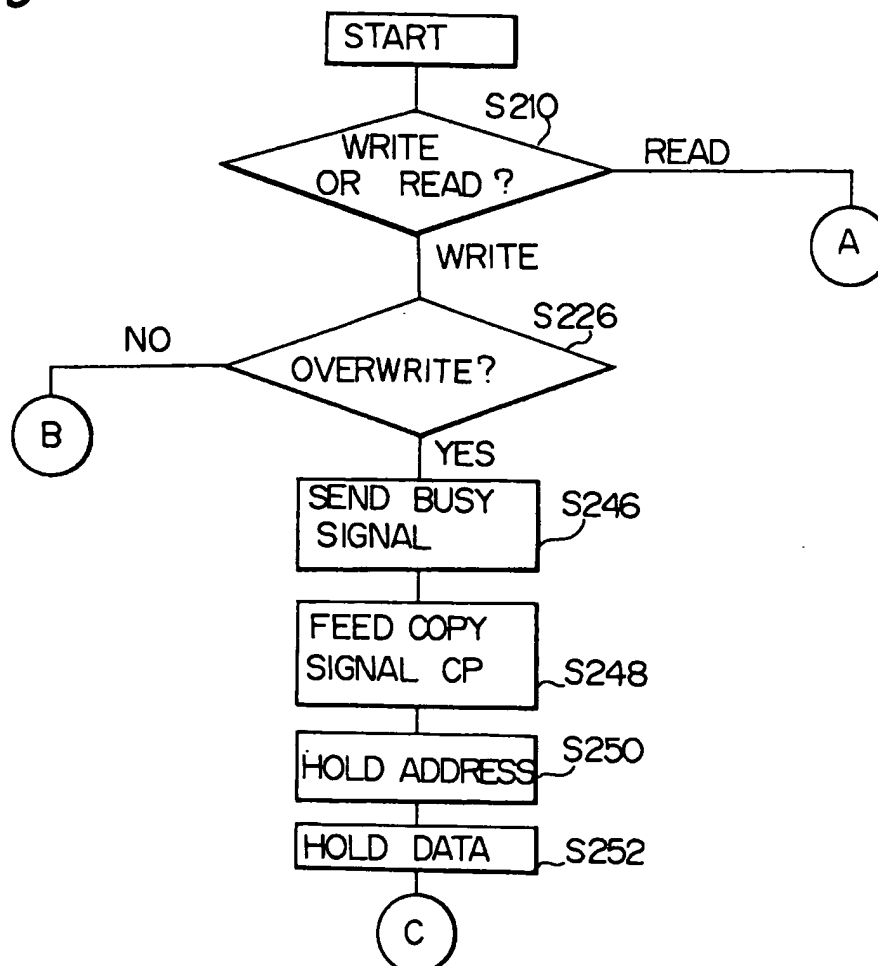 START
S210
WRITE
OR READ?
READ
A
WRITE
S226
NO
OVERWRITE?
B
YES
SEND BUSY
SIGNAL
S246
FEED COPY
SIGNAL CP
S248
HOLD ADDRESS
S250
HOLD DATA
S252
C